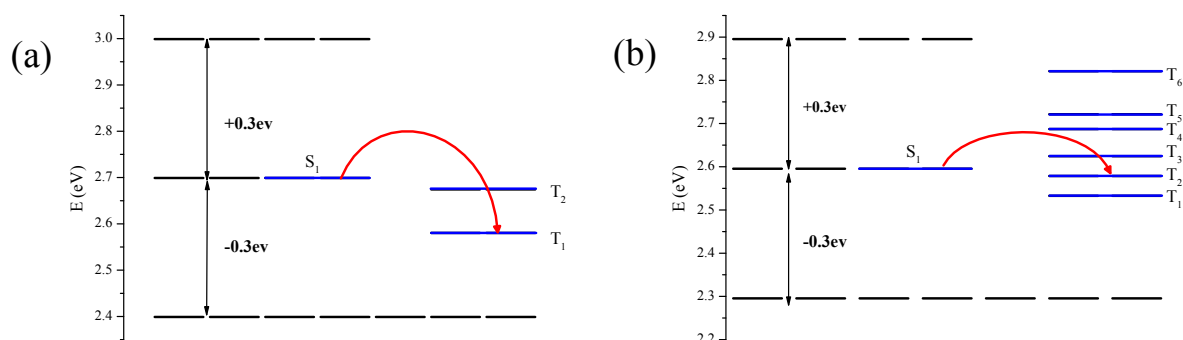 (a)
E (eV)
3.0
2.9
2.8
2.7
2.6
2.5
2.4
+0.3ev
-0.3ev
S1
T2
T1
(b)
E (eV)
2.9
2.8
2.7
2.6
2.5
2.4
2.3
2.2
+0.3ev
-0.3ev
S1
T6
T5
T4
T3
T2
T1